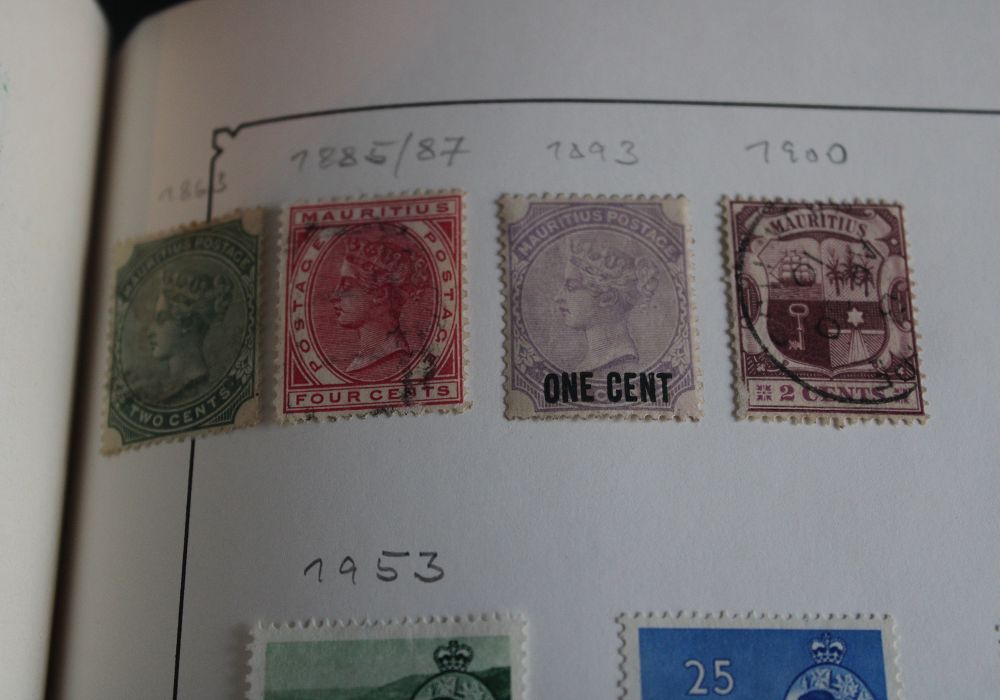 1863
1885/87
1893
1900
MAURITIUS POSTAGE
TWO CENTS
MAURITIUS
POSTAGE POSTAGE
FOUR CENTS
MAURITIUS POSTAGE
ONE CENT
MAURITIUS
2 CENTS
1953
25